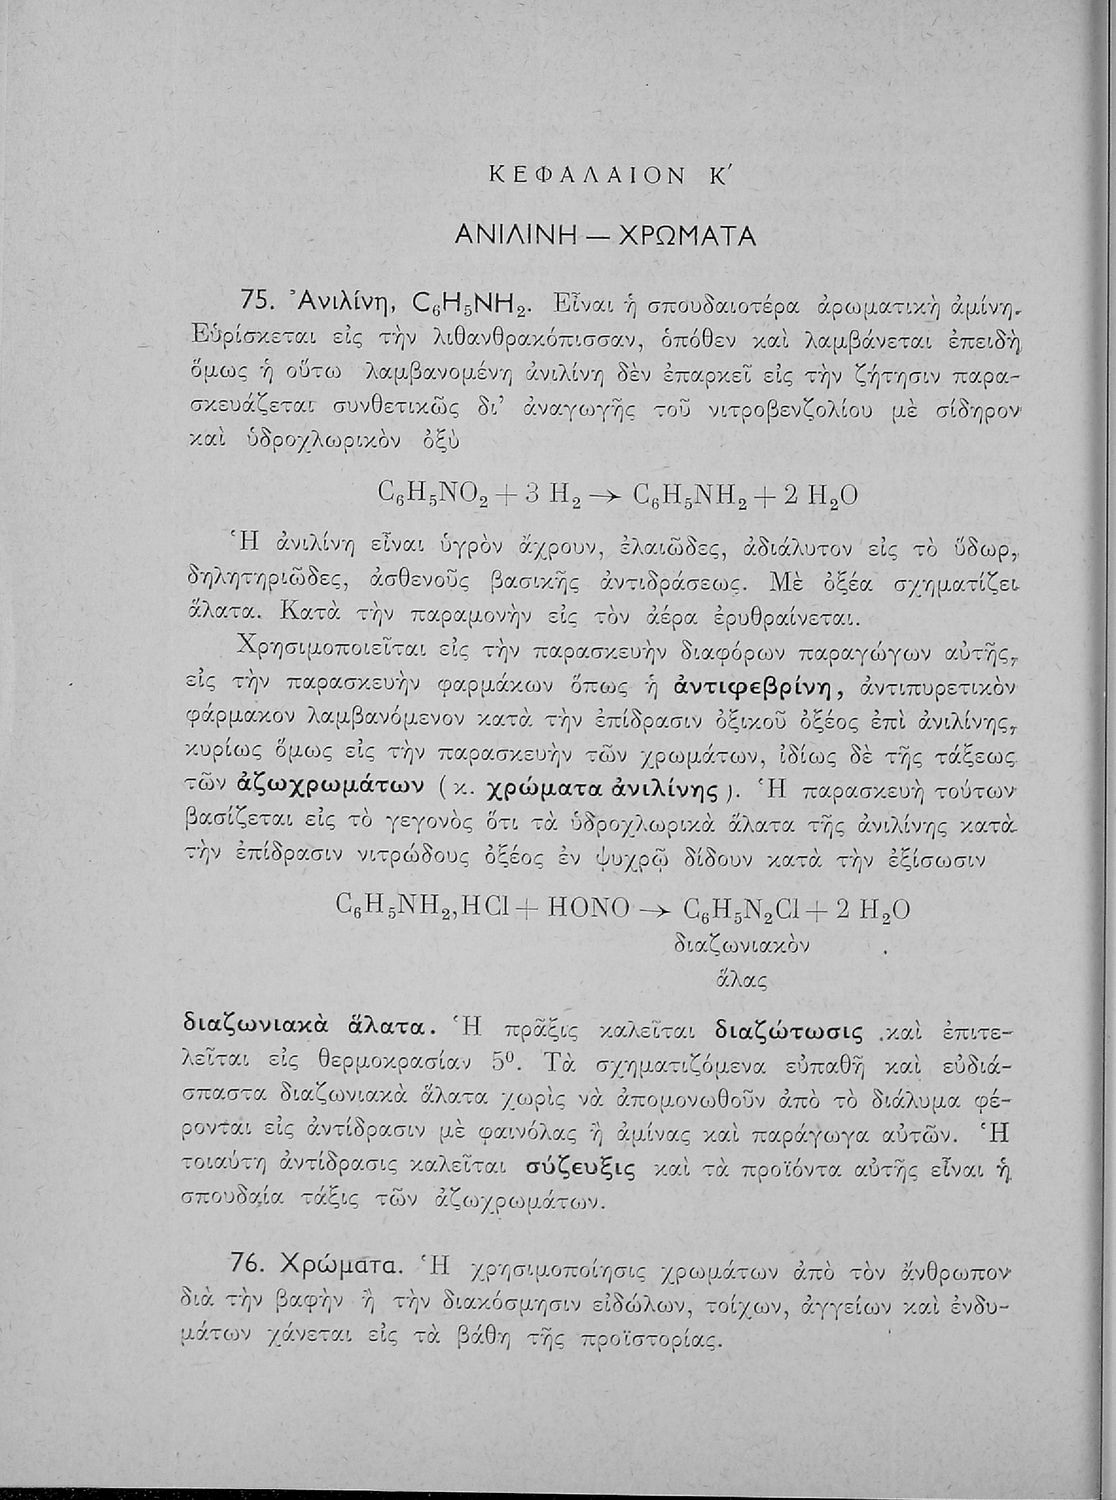 ΚΕΦΑΛΑΙΟΝ Κ΄
ΑΝΙΛΙΝΗ — ΧΡΩΜΑΤΑ
75. Ἀνιλίνη, C₆H₅NH₂. Εἶναι ἡ σπουδαιοτέρα ἀρωματικὴ ἀμίνη.
Εὑρίσκεται εἰς τὴν λιθανθρακόπισσαν, ὁπόθεν καὶ λαμβάνεται ἐπειδὴ
ὅμως ἡ οὕτω λαμβανομένη ἀνιλίνη δὲν ἐπαρκεῖ εἰς τὴν ζήτησιν παρα-
σκευάζεται συνθετικῶς δι' ἀναγωγῆς τοῦ νιτροβενζολίου μὲ σίδηρον
καὶ ὑδροχλωρικὸν ὀξὺ
C₆H₅NO₂ + 3 H₂ → C₆H₅NH₂ + 2 H₂O
Ἡ ἀνιλίνη εἶναι ὑγρὸν ἄχρουν, ἐλαιῶδες, ἀδιάλυτον εἰς τὸ ὕδωρ,
δηλητηριῶδες, ἀσθενοῦς βασικῆς ἀντιδράσεως. Μὲ ὀξέα σχηματίζει
ἅλατα. Κατὰ τὴν παραμονὴν εἰς τὸν ἀέρα ἐρυθραίνεται.
Χρησιμοποιεῖται εἰς τὴν παρασκευὴν διαφόρων παραγώγων αὐτῆς,
εἰς τὴν παρασκευὴν φαρμάκων ὅπως ἡ ἀντιφεβρίνη, ἀντιπυρετικὸν
φάρμακον λαμβανόμενον κατὰ τὴν ἐπίδρασιν ὀξικοῦ ὀξέος ἐπὶ ἀνιλίνης,
κυρίως ὅμως εἰς τὴν παρασκευὴν τῶν χρωμάτων, ἰδίως δὲ τῆς τάξεως
τῶν ἀζωχρωμάτων ( κ. χρώματα ἀνιλίνης ). Ἡ παρασκευὴ τούτων
βασίζεται εἰς τὸ γεγονὸς ὅτι τὰ ὑδροχλωρικὰ ἅλατα τῆς ἀνιλίνης κατὰ
τὴν ἐπίδρασιν νιτρώδους ὀξέος ἐν ψυχρῷ δίδουν κατὰ τὴν ἐξίσωσιν
C₆H₅NH₂,HCl + HONO → C₆H₅N₂Cl + 2 H₂O
διαζωνιακὸν
ἅλας
διαζωνιακὰ ἅλατα. Ἡ πρᾶξις καλεῖται διαζώτωσις καὶ ἐπιτε-
λεῖται εἰς θερμοκρασίαν 5⁰. Τὰ σχηματιζόμενα εὐπαθῆ καὶ εὐδιά-
σπαστα διαζωνιακὰ ἅλατα χωρὶς νὰ ἀπομονωθοῦν ἀπὸ τὸ διάλυμα φέ-
ρονται εἰς ἀντίδρασιν μὲ φαινόλας ἢ ἀμίνας καὶ παράγωγα αὐτῶν. Ἡ
τοιαύτη ἀντίδρασις καλεῖται σύζευξις καὶ τὰ προϊόντα αὐτῆς εἶναι ἡ
σπουδαία τάξις τῶν ἀζωχρωμάτων.
76. Χρώματα. Ἡ χρησιμοποίησις χρωμάτων ἀπὸ τὸν ἄνθρωπον
διὰ τὴν βαφὴν ἢ τὴν διακόσμησιν εἰδώλων, τοίχων, ἀγγείων καὶ ἐνδυ-
μάτων χάνεται εἰς τὰ βάθη τῆς προϊστορίας.